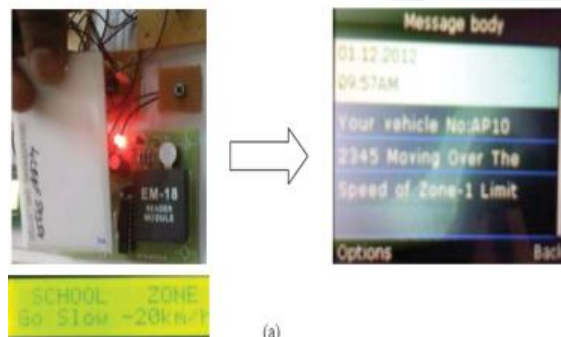 EM-18
READER
MODULE
SCHOOL ZONE
Go Slow -20km/h
Message body
01.12.2012
09:57AM
Your vehicle No:AP10
2345 Moving Over The
Speed of Zone-1 Limit
Options Back
(a)